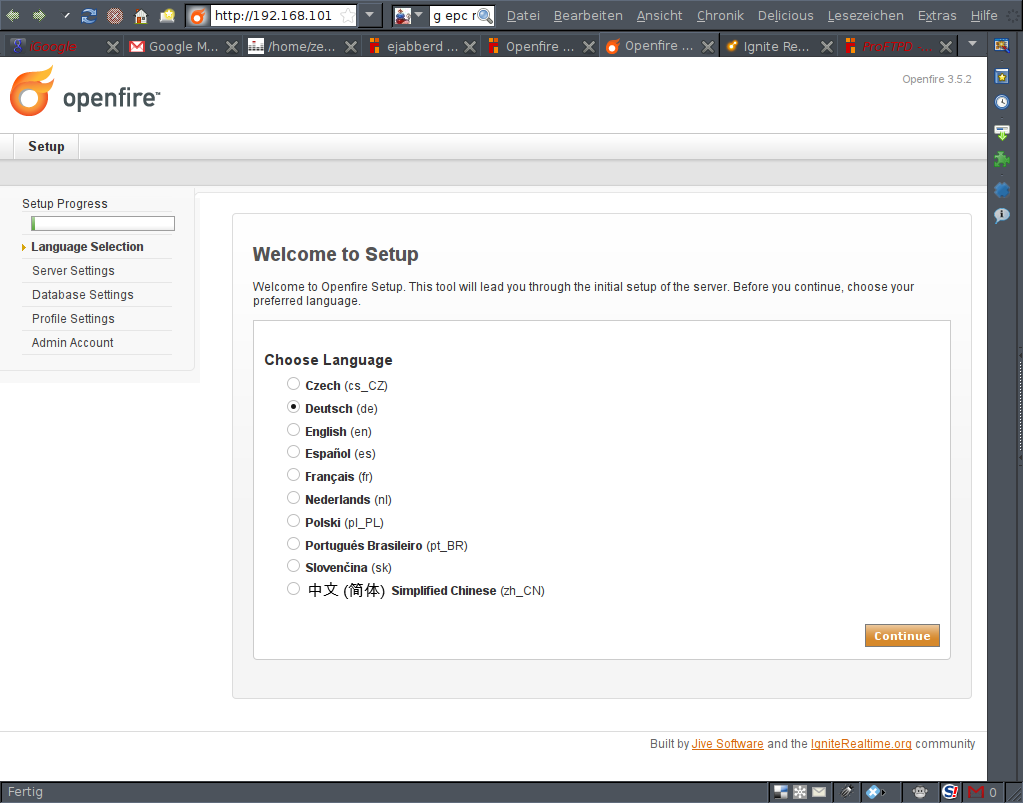 http://192.168.101
g epc r
Datei Bearbeiten Ansicht Chronik Delicious Lesezeichen Extras Hilfe
iGoogle
Google M...
/home/ze...
ejabberd ...
Openfire ...
Openfire ...
Ignite Re...
ProFTPD -...
openfire™
Openfire 3.5.2
Setup
Setup Progress
Language Selection
Server Settings
Database Settings
Profile Settings
Admin Account
Welcome to Setup
Welcome to Openfire Setup. This tool will lead you through the initial setup of the server. Before you continue, choose your
preferred language.
Choose Language
Czech (cs_CZ)
Deutsch (de)
English (en)
Español (es)
Français (fr)
Nederlands (nl)
Polski (pl_PL)
Português Brasileiro (pt_BR)
Slovenčina (sk)
中文 (简体) Simplified Chinese (zh_CN)
Continue
Built by Jive Software and the IgniteRealtime.org community
Fertig
0